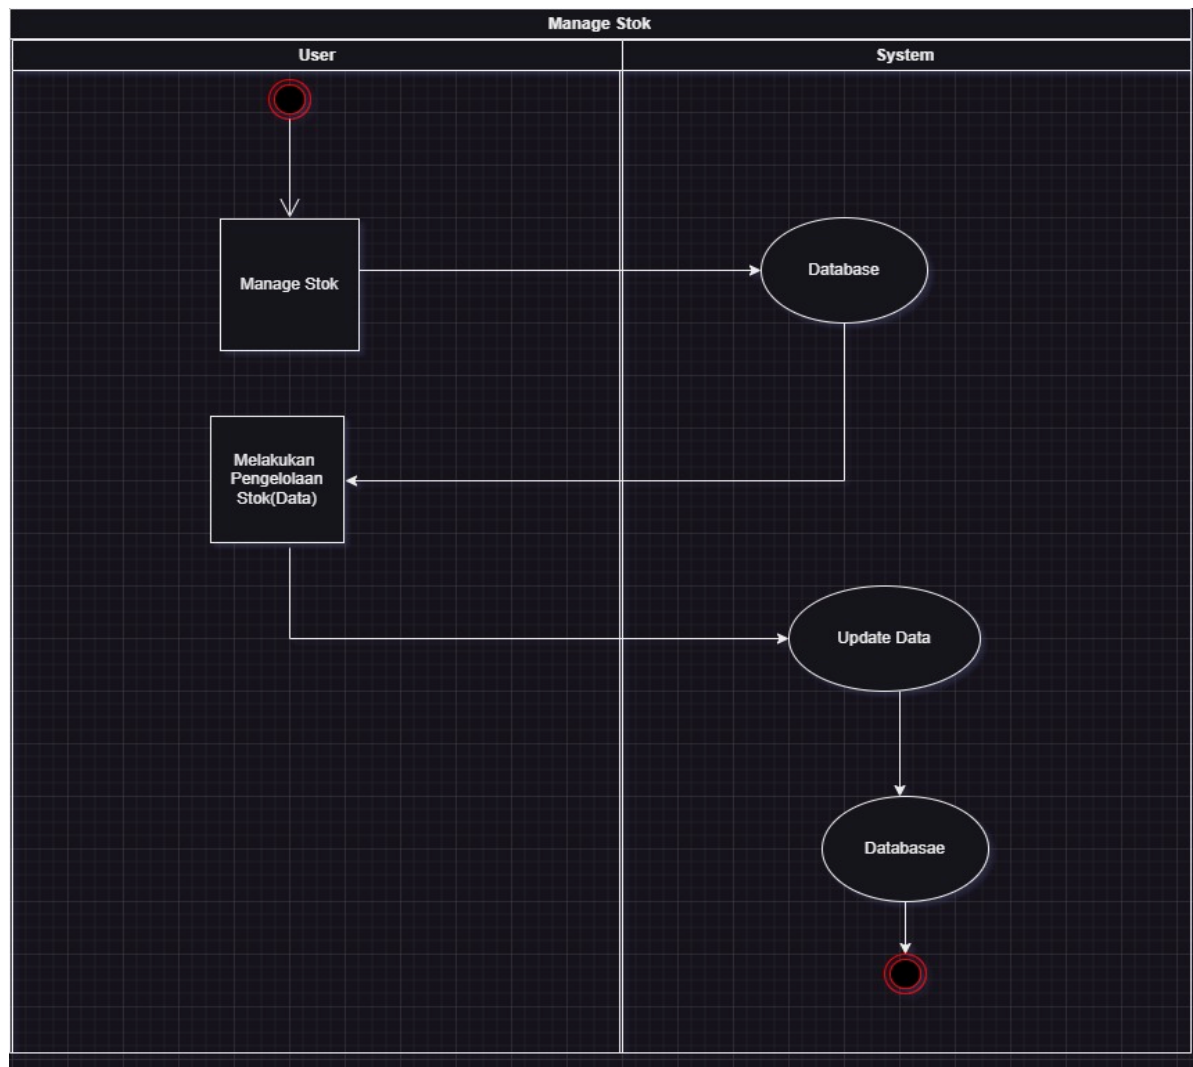 Manage Stok
User
System
Manage Stok
Database
Melakukan
Pengelolaan
Stok(Data)
Update Data
Databasae